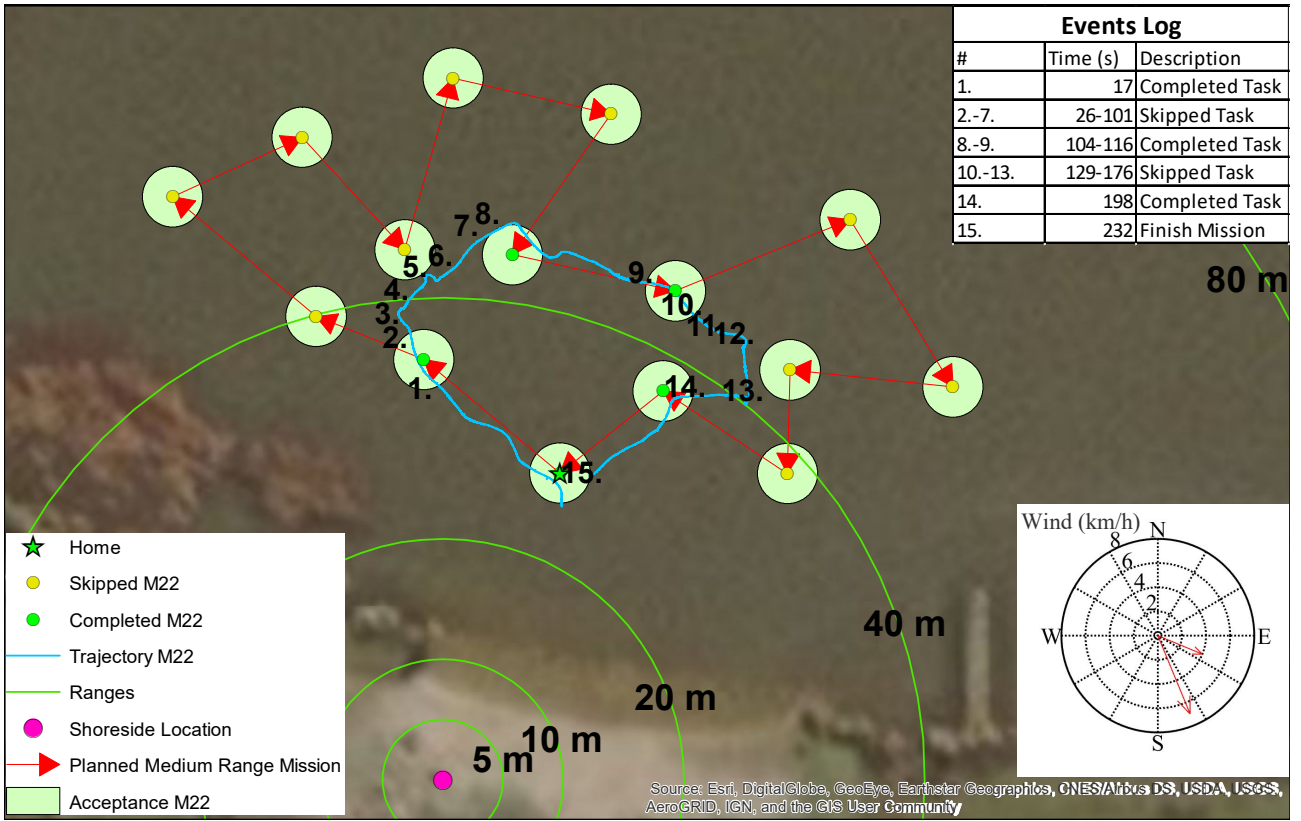 Events Log
# Time (s) Description
1. 17 Completed Task
2.-7. 26-101 Skipped Task
8.-9. 104-116 Completed Task
10.-13. 129-176 Skipped Task
14. 198 Completed Task
15. 232 Finish Mission
80 m
8.
7.
6.
5.
9.
4.
10.
3.
11.
12.
2.
1.
14.
13.
15.
40 m
20 m
10 m
5 m
Wind (km/h)
N
8
6
4
2
W
E
S
Home
Skipped M22
Completed M22
Trajectory M22
Ranges
Shoreside Location
Planned Medium Range Mission
Acceptance M22
Source: Esri, DigitalGlobe, GeoEye, Earthstar Geographics, CNES/Airbus DS, USDA, USGS,
AeroGRID, IGN, and the GIS User Community